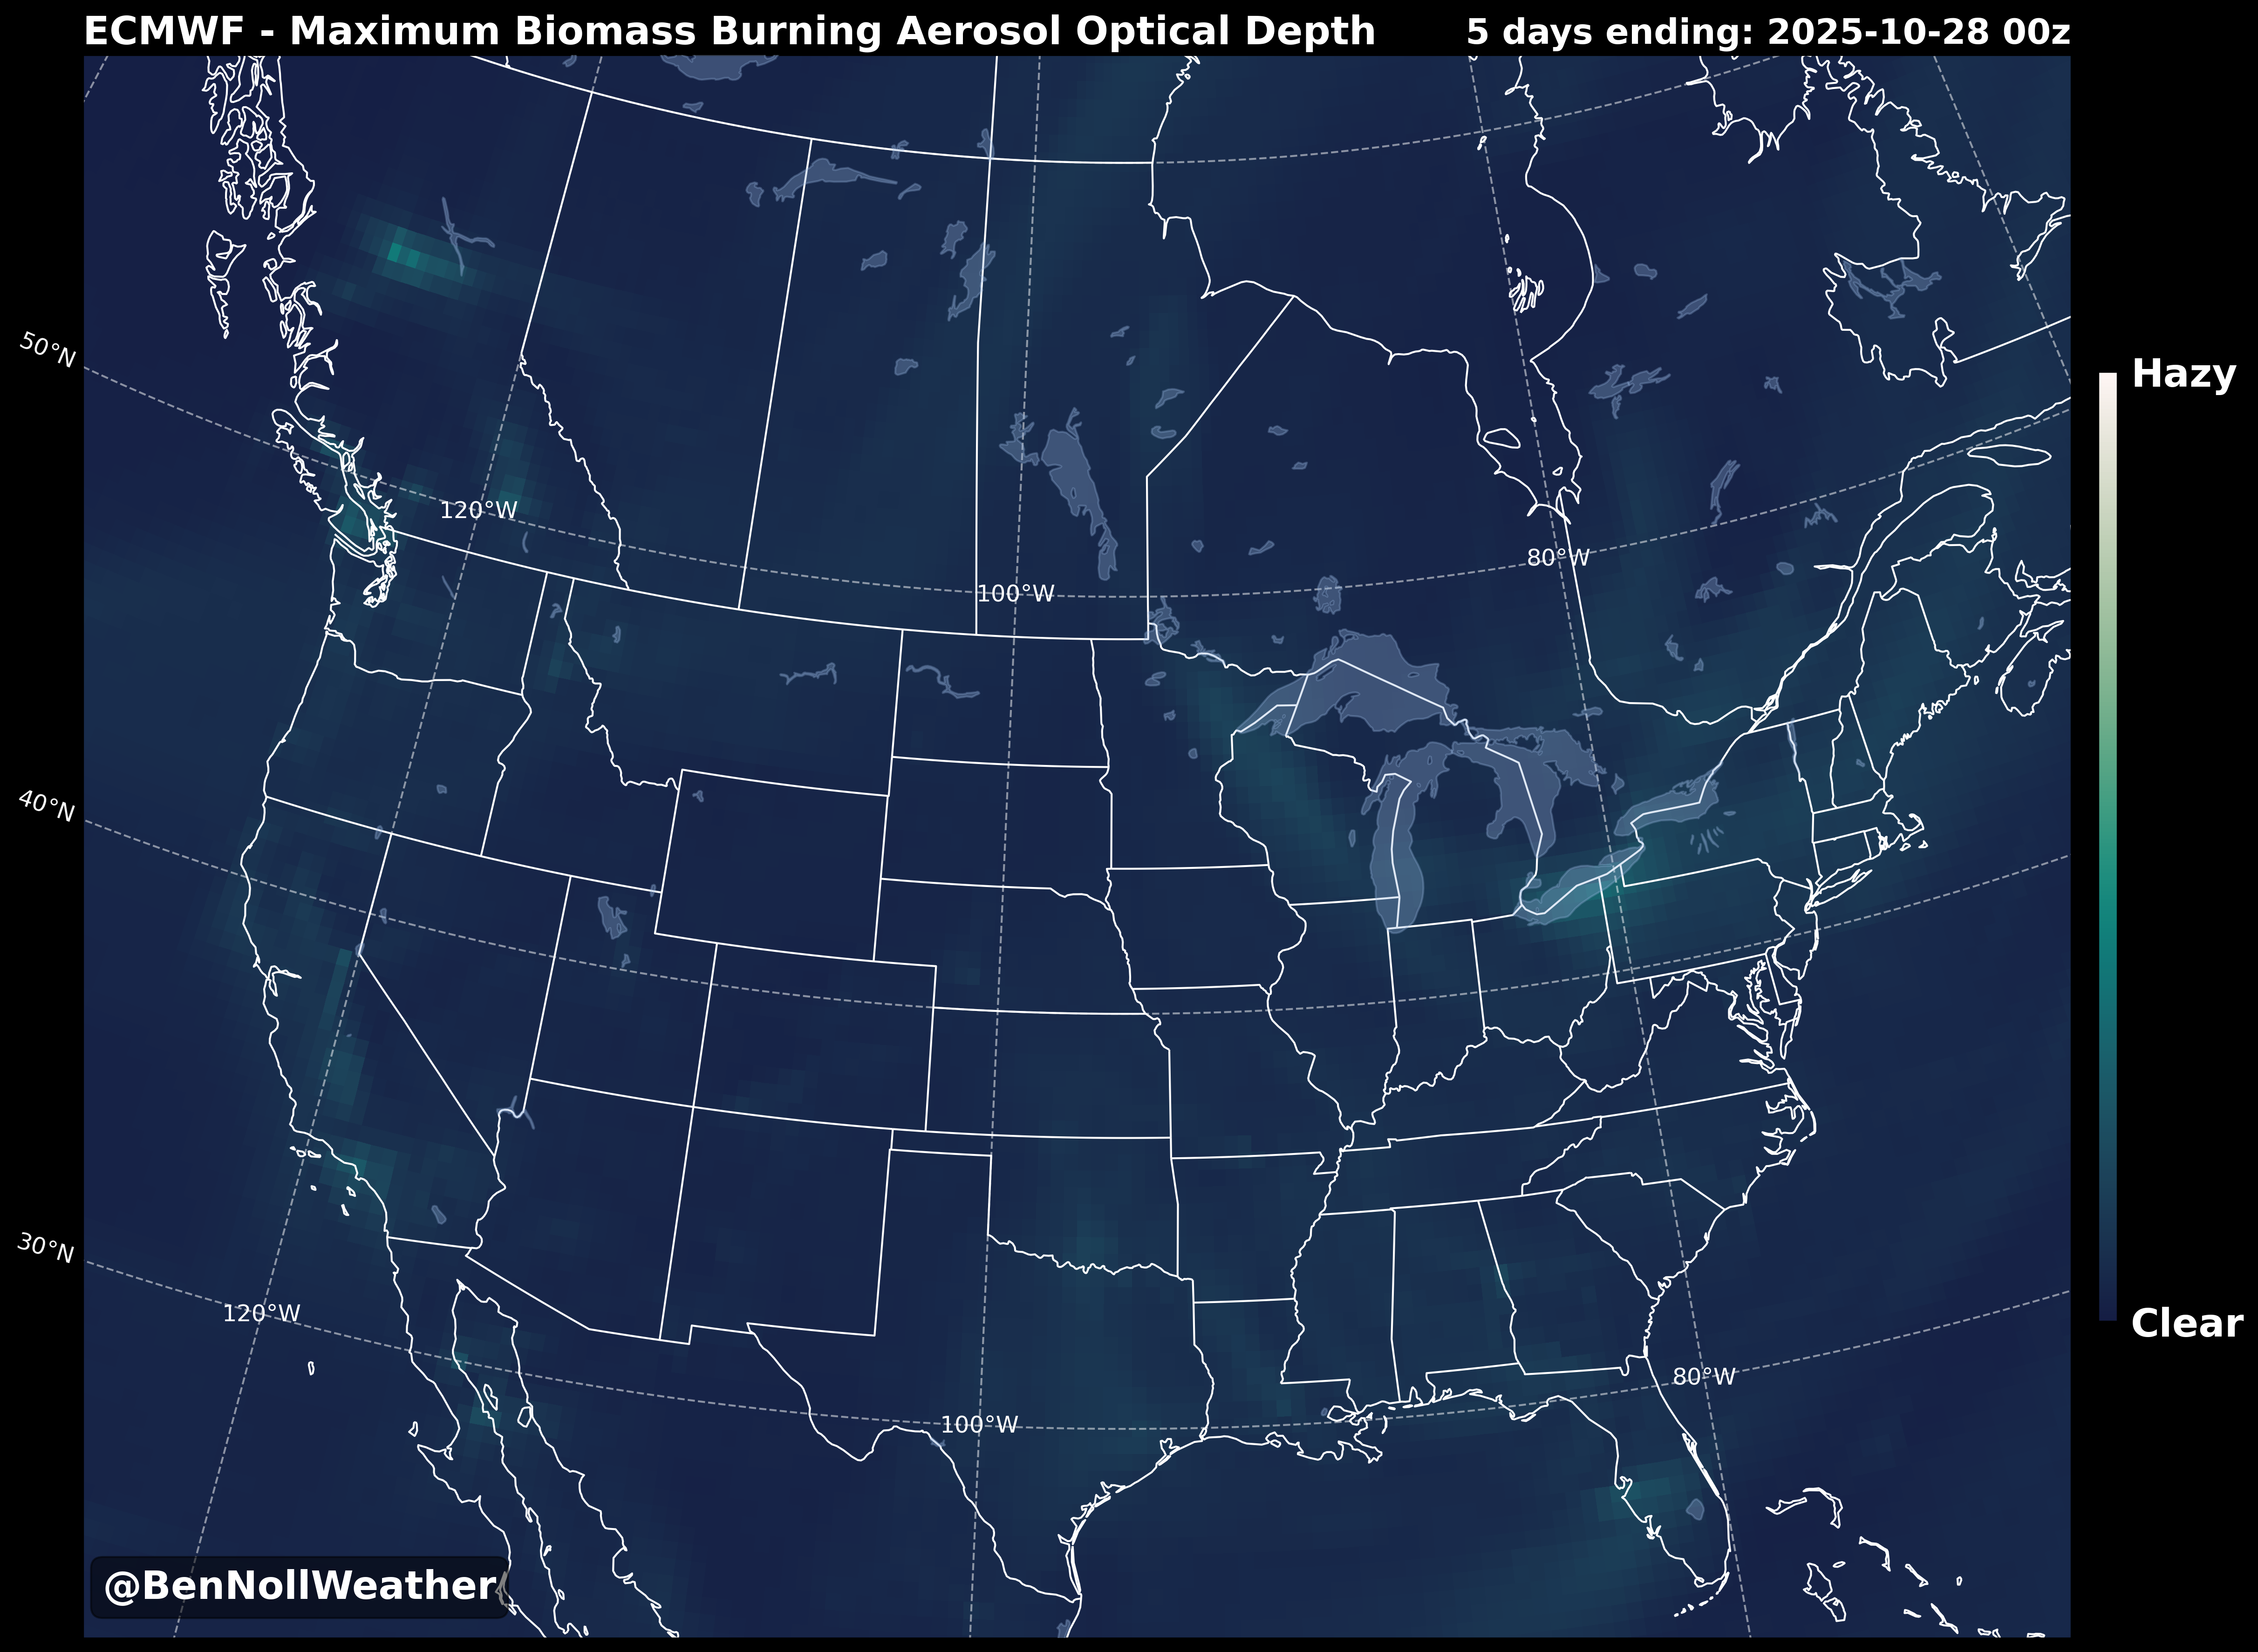 ECMWF - Maximum Biomass Burning Aerosol Optical Depth
5 days ending: 2025-10-28 00z
50°N
Hazy
120°W
80°W
100°W
40°N
30°N
120°W
Clear
80°W
100°W
@BenNollWeather